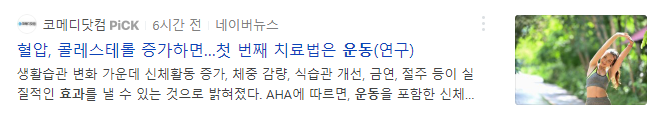 코메디닷컴 PiCK 6시간 전 네이버뉴스
혈압, 콜레스테롤 증가하면...첫 번째 치료법은 운동(연구)
생활습관 변화 가운데 신체활동 증가, 체중 감량, 식습관 개선, 금연, 절주 등이 실
질적인 효과를 낼 수 있는 것으로 밝혀졌다. AHA에 따르면, 운동을 포함한 신체...